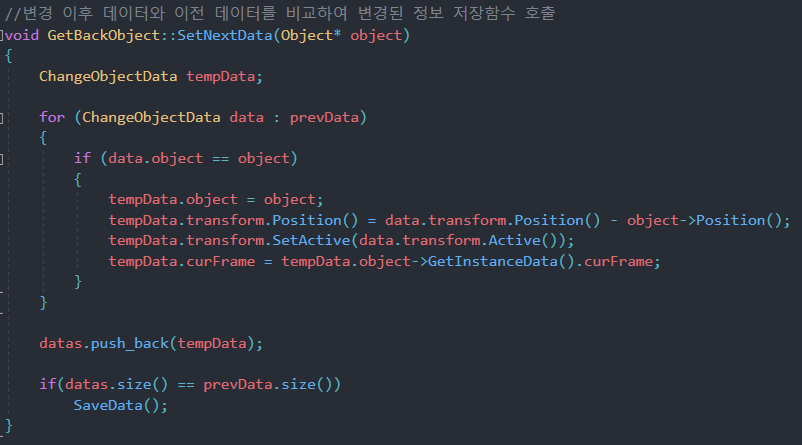 //변경 이후 데이터와 이전 데이터를 비교하여 변경된 정보 저장함수 호출
void GetBackObject::SetNextData(Object* object)
{
    ChangeObjectData tempData;

    for (ChangeObjectData data : prevData)
    {
        if (data.object == object)
        {
            tempData.object = object;
            tempData.transform.Position() = data.transform.Position() - object->Position();
            tempData.transform.SetActive(data.transform.Active());
            tempData.curFrame = tempData.object->GetInstanceData().curFrame;
        }
    }

    datas.push_back(tempData);

    if(datas.size() == prevData.size())
        SaveData();
}